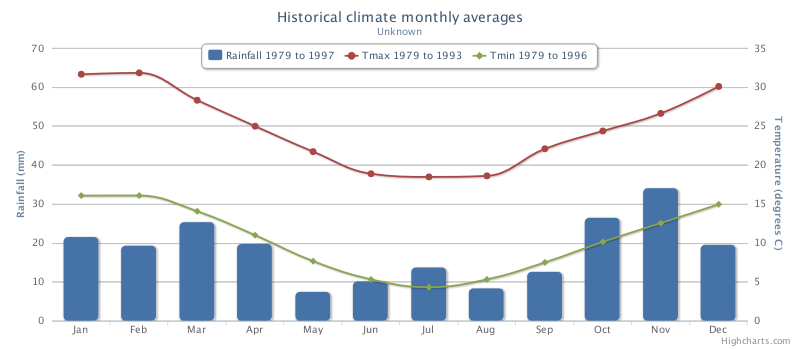 Historical climate monthly averages
Unknown
Rainfall 1979 to 1997 Tmax 1979 to 1993 Tmin 1979 to 1996
Rainfall (mm)
70
60
50
40
30
20
10
0
Temperature (degrees C)
35
30
25
20
15
10
5
0
Jan Feb Mar Apr May Jun Jul Aug Sep Oct Nov Dec
Highcharts.com